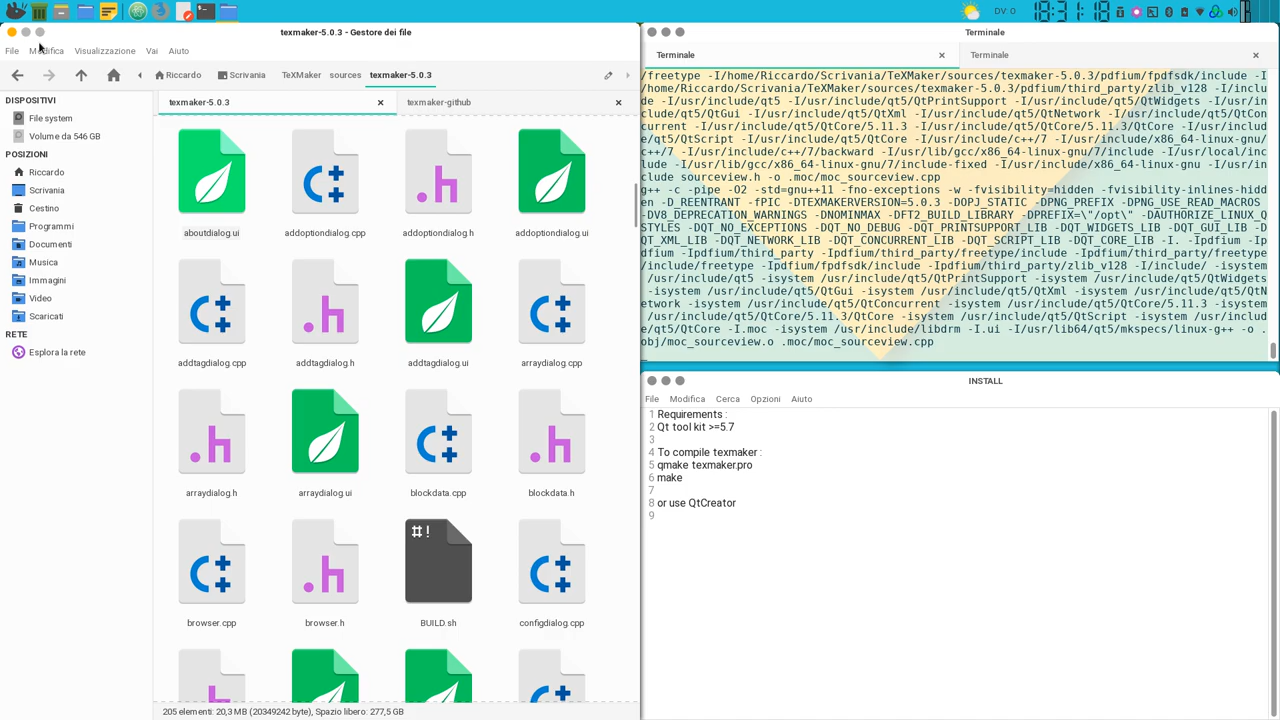 DV: 0
18:31:18
texmaker-5.0.3 - Gestore dei file
File Modifica Visualizzazione Vai Aiuto
Riccardo Scrivania TeXMaker sources texmaker-5.0.3
texmaker-5.0.3
texmaker-github
DISPOSITIVI
File system
Volume da 546 GB
POSIZIONI
Riccardo
Scrivania
Cestino
Programmi
Documenti
Musica
Immagini
Video
Scaricati
RETE
Esplora la rete
aboutdialog.ui addoptiondialog.cpp addoptiondialog.h addoptiondialog.ui
addtagdialog.cpp addtagdialog.h addtagdialog.ui arraydialog.cpp
arraydialog.h arraydialog.ui blockdata.cpp blockdata.h
#!
browser.cpp browser.h BUILD.sh configdialog.cpp
205 elementi: 20,3 MB (20349242 byte), Spazio libero: 277,5 GB
Terminale
Terminale
Terminale
/freetype -I/home/Riccardo/Scrivania/TeXMaker/sources/texmaker-5.0.3/pdfium/fpdfsdk/include -I
/home/Riccardo/Scrivania/TeXMaker/sources/texmaker-5.0.3/pdfium/third_party/zlib_v128 -I/inclu
de -I/usr/include/qt5 -I/usr/include/qt5/QtPrintSupport -I/usr/include/qt5/QtWidgets -I/usr/in
clude/qt5/QtGui -I/usr/include/qt5/QtXml -I/usr/include/qt5/QtNetwork -I/usr/include/qt5/QtCon
current -I/usr/include/qt5/QtCore/5.11.3 -I/usr/include/qt5/QtCore/5.11.3/QtCore -I/usr/includ
e/qt5/QtScript -I/usr/include/qt5/QtCore -I/usr/include/c++/7 -I/usr/include/x86_64-linux-gnu/
c++/7 -I/usr/include/c++/7/backward -I/usr/lib/gcc/x86_64-linux-gnu/7/include -I/usr/local/inc
lude -I/usr/lib/gcc/x86_64-linux-gnu/7/include-fixed -I/usr/include/x86_64-linux-gnu -I/usr/in
clude sourceview.h -o .moc/moc_sourceview.cpp
g++ -c -pipe -O2 -std=gnu++11 -fno-exceptions -w -fvisibility=hidden -fvisibility-inlines-hidd
en -D_REENTRANT -fPIC -DTEXMAKERVERSION=5.0.3 -DOPJ_STATIC -DPNG_PREFIX -DPNG_USE_READ_MACROS
-DV8_DEPRECATION_WARNINGS -DNOMINMAX -DFT2_BUILD_LIBRARY -DPREFIX=\"/opt\" -DAUTHORIZE_LINUX_Q
STYLES -DQT_NO_EXCEPTIONS -DQT_NO_DEBUG -DQT_PRINTSUPPORT_LIB -DQT_WIDGETS_LIB -DQT_GUI_LIB -D
QT_XML_LIB -DQT_NETWORK_LIB -DQT_CONCURRENT_LIB -DQT_SCRIPT_LIB -DQT_CORE_LIB -I. -Ipdfium -Ip
dfium -Ipdfium/third_party -Ipdfium/third_party/freetype/include -Ipdfium/third_party/freetype
/include/freetype -Ipdfium/fpdfsdk/include -Ipdfium/third_party/zlib_v128 -I/include/ -isystem
/usr/include/qt5 -isystem /usr/include/qt5/QtPrintSupport -isystem /usr/include/qt5/QtWidgets
-isystem /usr/include/qt5/QtGui -isystem /usr/include/qt5/QtXml -isystem /usr/include/qt5/QtN
etwork -isystem /usr/include/qt5/QtConcurrent -isystem /usr/include/qt5/QtCore/5.11.3 -isystem
/usr/include/qt5/QtCore/5.11.3/QtCore -isystem /usr/include/qt5/QtScript -isystem /usr/includ
e/qt5/QtCore -I.moc -isystem /usr/include/libdrm -I.ui -I/usr/lib64/qt5/mkspecs/linux-g++ -o .
obj/moc_sourceview.o .moc/moc_sourceview.cpp
INSTALL
File Modifica Cerca Opzioni Aiuto
1 Requirements :
2 Qt tool kit >=5.7
3
4 To compile texmaker :
5 qmake texmaker.pro
6 make
7
8 or use QtCreator
9